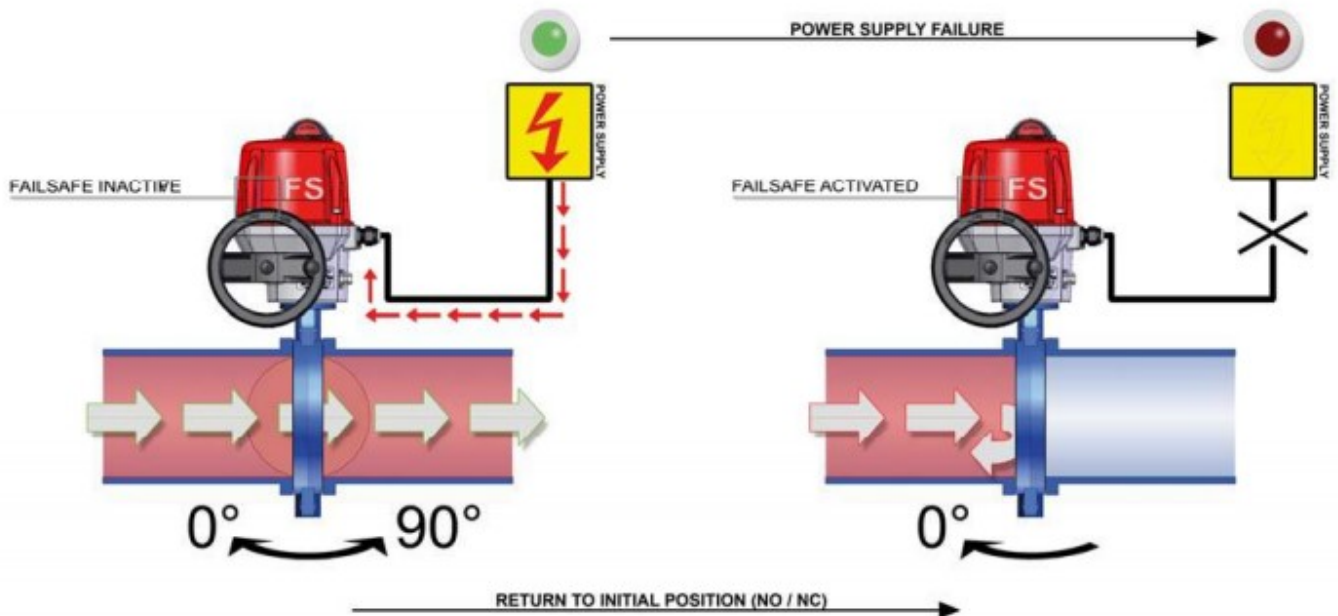 POWER SUPPLY FAILURE
POWER SUPPLY
POWER SUPPLY
FAILSAFE INACTIVE
FS
FAILSAFE ACTIVATED
FS
0°
90°
0°
RETURN TO INITIAL POSITION (NO / NC)